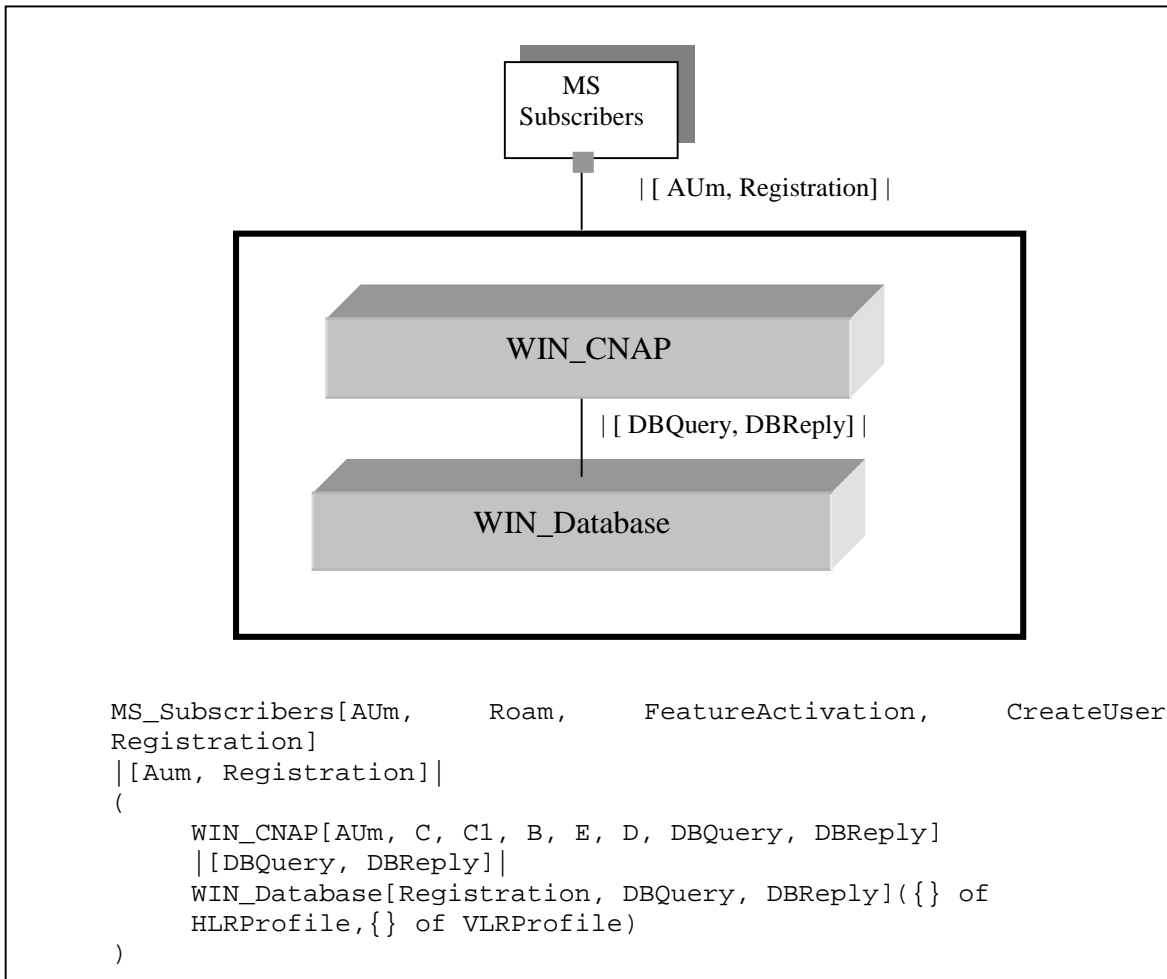 MS
Subscribers
| [ AUm, Registration] |
WIN_CNAP
| [ DBQuery, DBReply] |
WIN_Database
MS_Subscribers[AUm, Roam, FeatureActivation, CreateUser
Registration]
|[Aum, Registration]|
(
WIN_CNAP[AUm, C, C1, B, E, D, DBQuery, DBReply]
|[DBQuery, DBReply]|
WIN_Database[Registration, DBQuery, DBReply]({} of
HLRProfile,{} of VLRProfile)
)